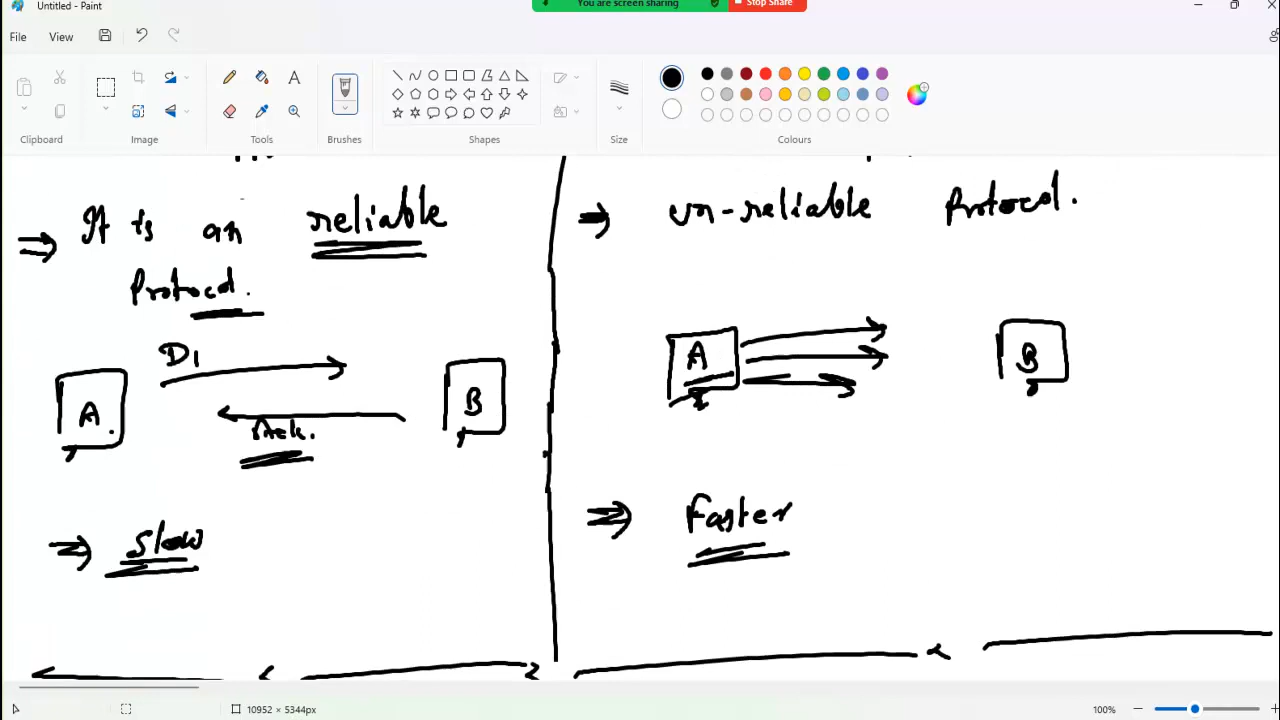 Untitled - Paint
You are screen sharing
Stop Share
File
View
Clipboard
Image
Tools
Brushes
Shapes
Size
Colours
⇒ It is an reliable
Protocol.
D1
A
B
Ack.
⇒ Slow
⇒ un-reliable Protocol.
A
B
⇒ Faster
10952 × 5344px
100%